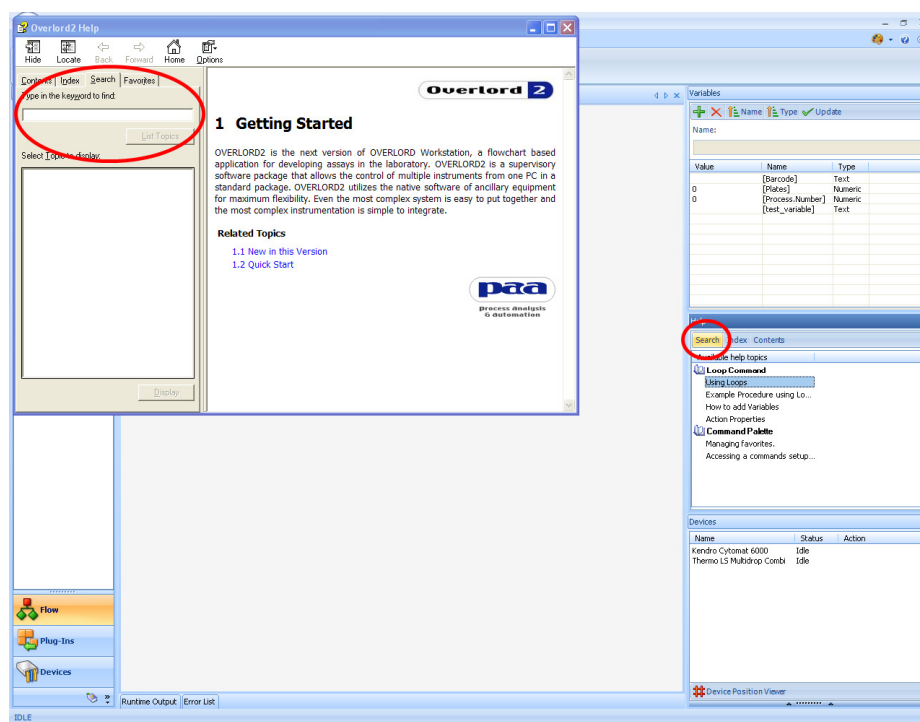 Overlord2 Help
Hide Locate Back Forward Home Options
Contents Index Search Favorites
Type in the keyword to find:
List Topics
Select Topic to display:
Display
Overlord 2
1 Getting Started
OVERLORD2 is the next version of OVERLORD Workstation, a flowchart based
application for developing assays in the laboratory. OVERLORD2 is a supervisory
software package that allows the control of multiple instruments from one PC in a
standard package. OVERLORD2 utilizes the native software of ancillary equipment
for maximum flexibility. Even the most complex system is easy to put together and
the most complex instrumentation is simple to integrate.
Related Topics
1.1 New in this Version
1.2 Quick Start
paa
process analysis
& automation
Variables
Name Type Update
Name:
Value Name Type
[Barcode] Text
0 [Plates] Numeric
0 [Process.Number] Numeric
[test_variable] Text
Help
Search Index Contents
Available help topics
Loop Command
Using Loops
Example Procedure using Lo...
How to add Variables
Action Properties
Command Palette
Managing favorites.
Accessing a commands setup...
Devices
Name Status Action
Kendro Cytomat 6000 Idle
Thermo LS Multidrop Combi Idle
Device Position Viewer
Flow
Plug-Ins
Devices
Runtime Output Error List
IDLE